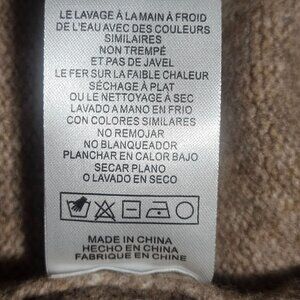 LE LAVAGE À LA MAIN À FROID
DE L'EAU AVEC DES COULEURS
SIMILAIRES
NON TREMPÉ
ET PAS DE JAVEL
LE FER SUR LA FAIBLE CHALEUR
SÉCHAGE À PLAT
OU LE NETTOYAGE À SEC
LAVADO A MANO EN FRIO
CON COLORES SIMILARES
NO REMOJAR
NO BLANQUEADOR
PLANCHAR EN CALOR BAJO
SECAR PLANO
O LAVADO EN SECO
MADE IN CHINA
HECHO EN CHINA
FABRIQUE EN CHINE